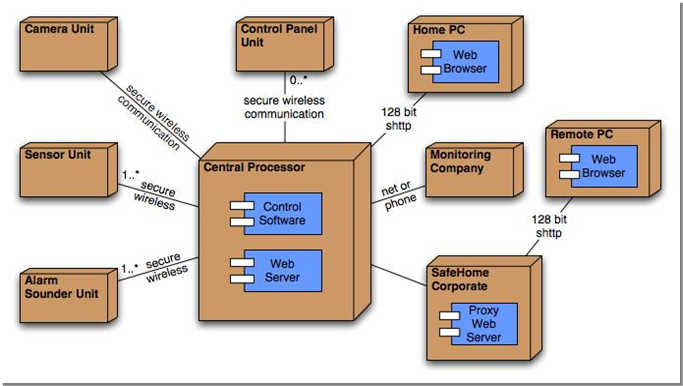 Camera Unit
Control Panel
Unit
Home PC
Web
Browser
0..*
secure wireless
communication
secure wireless
communication
128 bit
shttp
Remote PC
Web
Browser
Sensor Unit
1..*
secure
wireless
Central Processor
Control
Software
Web
Server
Monitoring
Company
net or
phone
128 bit
shttp
Alarm
Sounder Unit
1..*
secure
wireless
SafeHome
Corporate
Proxy
Web
Server